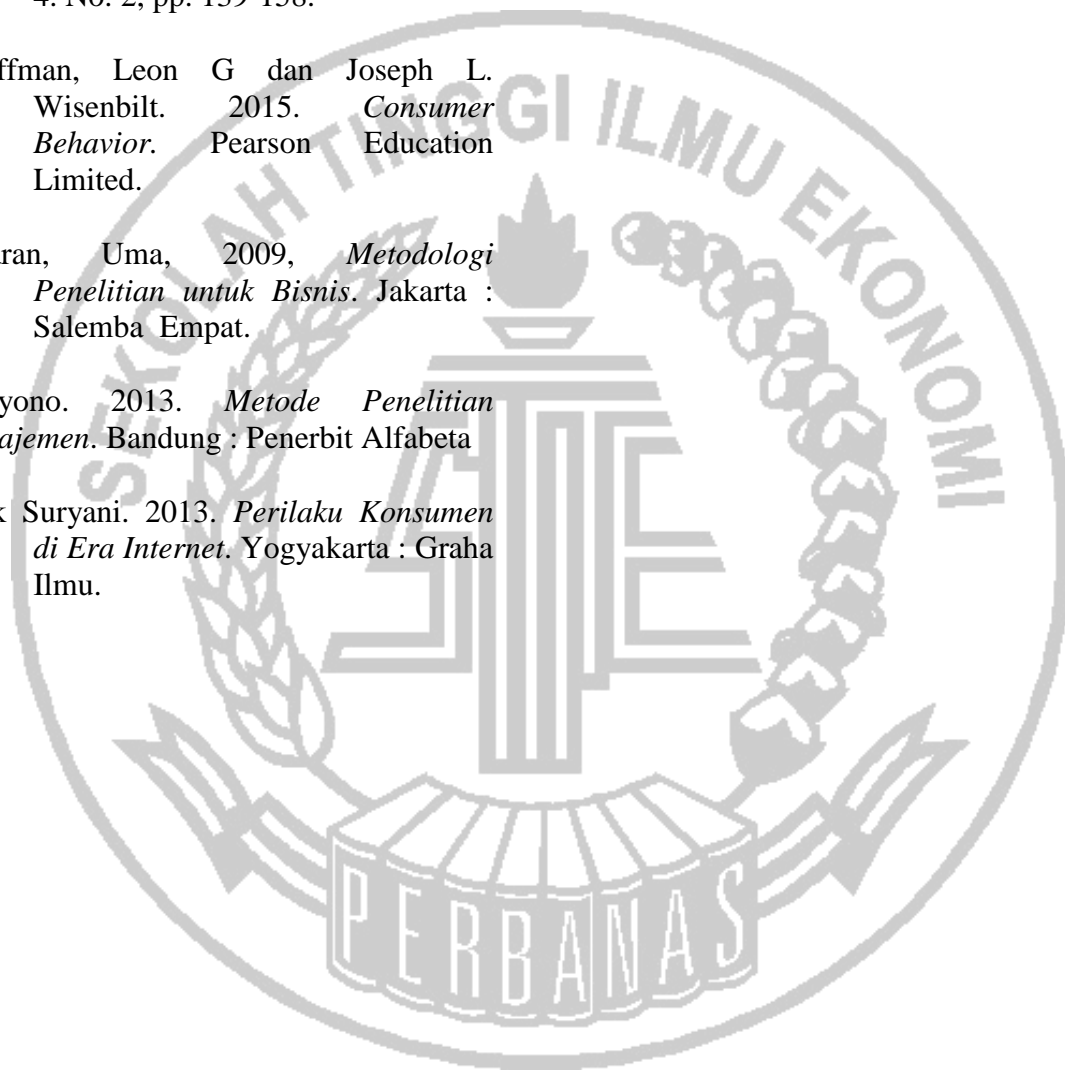 4. No. 2, pp. 139-158.
ffman, Leon G dan Joseph L.
Wisenbilt. 2015. Consumer
Behavior. Pearson Education
Limited.
aran, Uma, 2009, Metodologi
Penelitian untuk Bisnis. Jakarta :
Salemba Empat.
yono. 2013. Metode Penelitian
ajemen. Bandung : Penerbit Alfabeta
k Suryani. 2013. Perilaku Konsumen
di Era Internet. Yogyakarta : Graha
Ilmu.
SEKOLAH TINGGI ILMU EKONOMI
PERBANAS